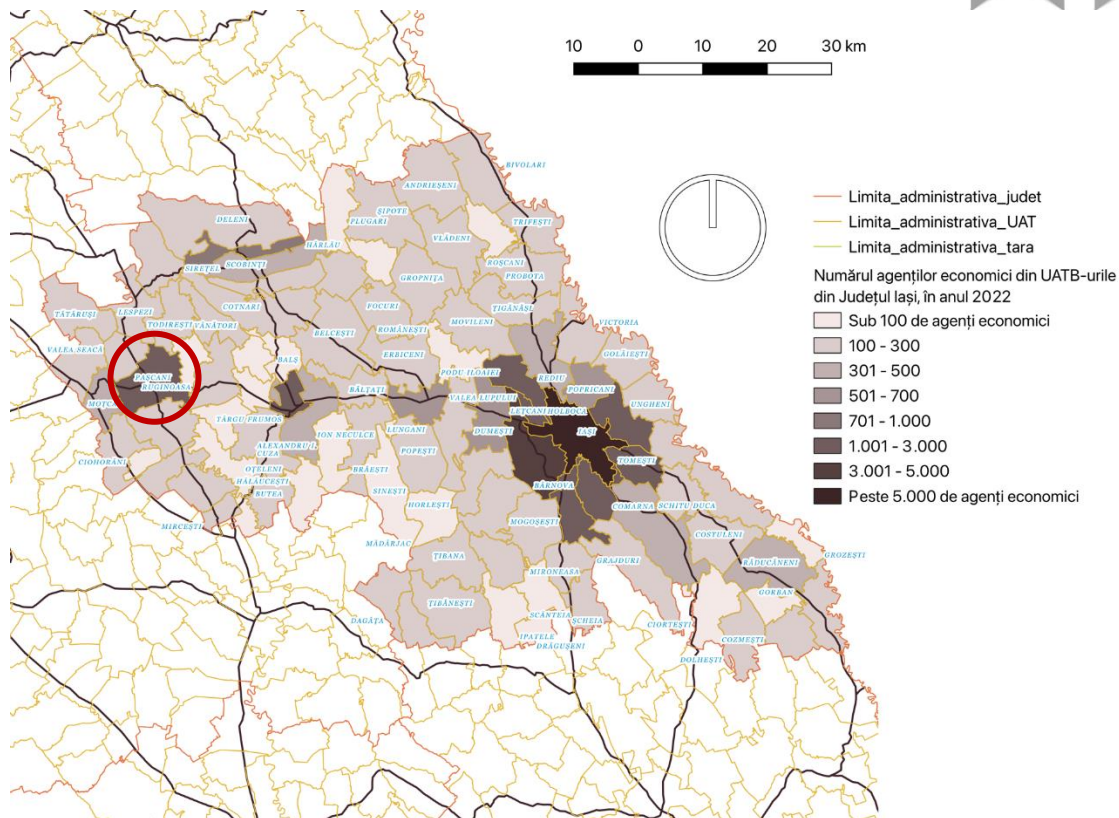 10 0 10 20 30 km
Limita_administrativa_judet
Limita_administrativa_UAT
Limita_administrativa_tara
Numărul agenților economici din UATB-urile
din Județul Iași, în anul 2022
Sub 100 de agenți economici
100 - 300
301 - 500
501 - 700
701 - 1.000
1.001 - 3.000
3.001 - 5.000
Peste 5.000 de agenți economici
BIVOLARI
ANDRIEȘENI
ȘIPOTE
PLUGARI
DELENI
TRIFEȘTI
VLĂDENI
HÂRLĂU
SCOBINȚI
SIREȚEL
ROȘCANI
PROBOTA
GROPNIȚA
COTNARI
FOCURI
ȚIGĂNAȘI
LESPEZI
TĂTĂRUȘI
TODIREȘTI
VÂNĂTORI
BELCEȘTI
ROMÂNEȘTI
MOVILENI
VICTORIA
VALEA SEACĂ
ERBICENI
GOLĂIEȘTI
BALȘ
PODU ILOAIEI
REDIU
PAȘCANI
RUGINOASA
BĂLȚAȚI
POPRICANI
MOȚCA
VALEA LUPULUI
LEȚCANI
HOLBOCA
UNGHENI
TÂRGU FRUMOS
ION NECULCE
LUNGANI
DUMEȘTI
IAȘI
ALEXANDRU I.
CUZA
POPEȘTI
CIOHORĂNI
OȚELENI
BRĂEȘTI
TOMEȘTI
HĂLĂUCEȘTI
SINEȘTI
BÂRNOVA
BUTEA
HORLEȘTI
COMARNA
SCHITU DUCA
MIRCEȘTI
MOGOȘEȘTI
COSTULENI
MĂDÂRJAC
ȚIBANA
GRAJDURI
GROZEȘTI
MIRONEASA
RĂDUCĂNENI
ȚIBĂNEȘTI
GORBAN
DAGÂȚA
SCÂNTEIA
ȘCHEIA
CIORTEȘTI
IPATELE
DRĂGUȘENI
COZMEȘTI
DOLHEȘTI